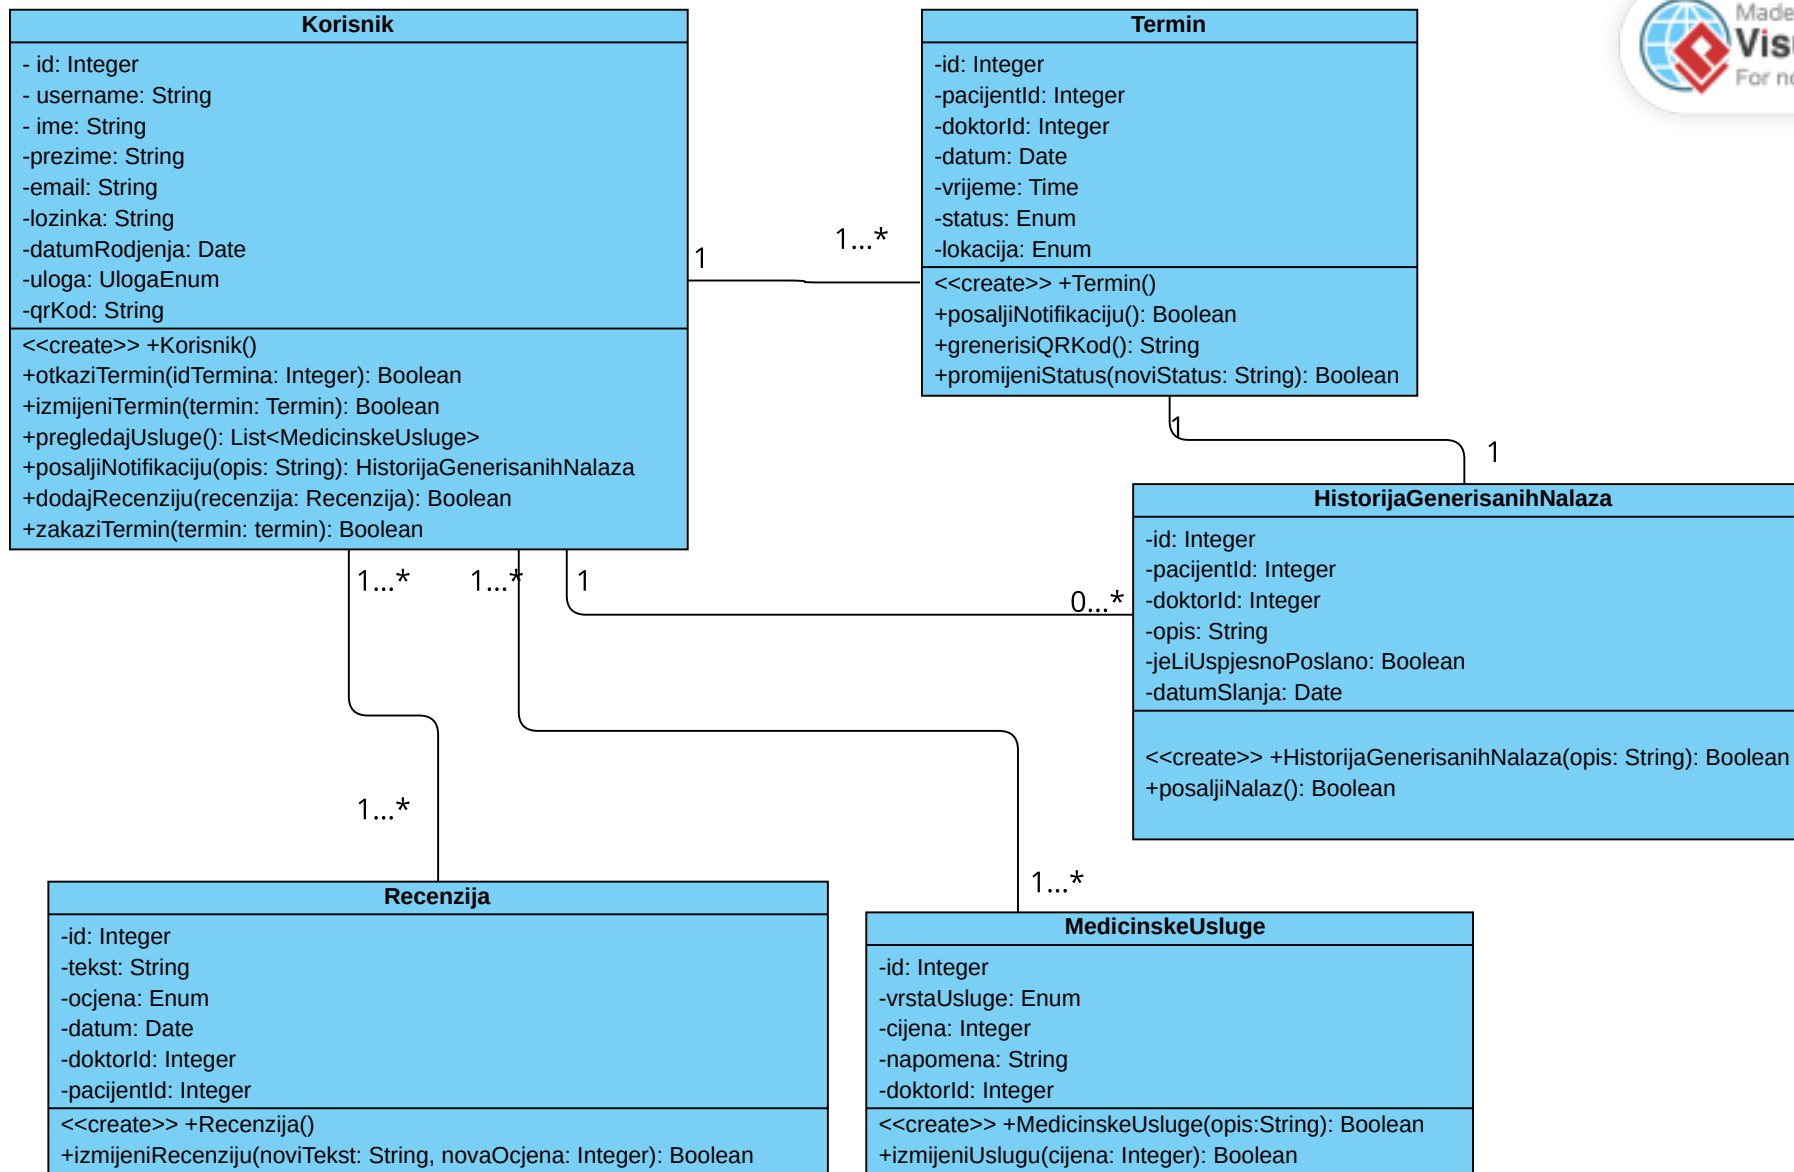 Korisnik
- id: Integer
- username: String
- ime: String
-prezime: String
-email: String
-lozinka: String
-datumRodjenja: Date
-uloga: UlogaEnum
-qrKod: String
<<create>> +Korisnik()
+otkaziTermin(idTermina: Integer): Boolean
+izmijeniTermin(termin: Termin): Boolean
+pregledajUsluge(): List<MedicinskeUsluge>
+posaljiNotifikaciju(opis: String): HistorijaGenerisanihNalaza
+dodajRecenziju(recenzija: Recenzija): Boolean
+zakaziTermin(termin: termin): Boolean
1
1...*
Termin
-id: Integer
-pacijentId: Integer
-doktorId: Integer
-datum: Date
-vrijeme: Time
-status: Enum
-lokacija: Enum
<<create>> +Termin()
+posaljiNotifikaciju(): Boolean
+grenerisiQRKod(): String
+promijeniStatus(noviStatus: String): Boolean
Made
Visu
For no
1
1
HistorijaGenerisanihNalaza
-id: Integer
-pacijentId: Integer
-doktorId: Integer
-opis: String
-jeLiUspjesnoPoslano: Boolean
-datumSlanja: Date
<<create>> +HistorijaGenerisanihNalaza(opis: String): Boolean
+posaljiNalaz(): Boolean
1...*
1...*
1
0...*
1...*
1...*
Recenzija
-id: Integer
-tekst: String
-ocjena: Enum
-datum: Date
-doktorId: Integer
-pacijentId: Integer
<<create>> +Recenzija()
+izmijeniRecenziju(noviTekst: String, novaOcjena: Integer): Boolean
MedicinskeUsluge
-id: Integer
-vrstaUsluge: Enum
-cijena: Integer
-napomena: String
-doktorId: Integer
<<create>> +MedicinskeUsluge(opis:String): Boolean
+izmijeniUslugu(cijena: Integer): Boolean